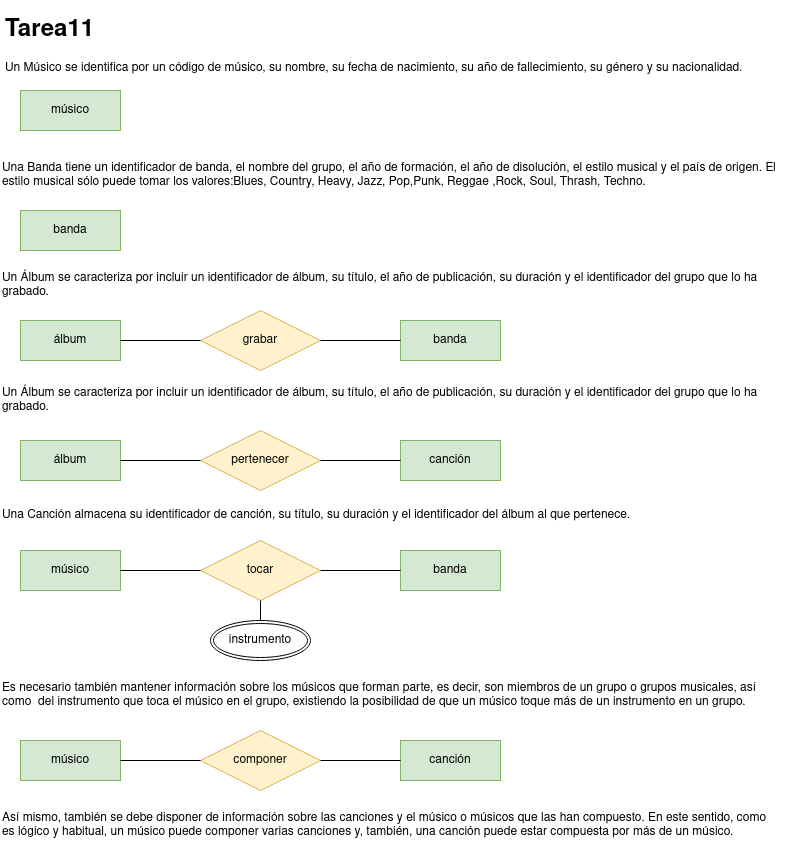 Tarea11
Un Músico se identifica por un código de músico, su nombre, su fecha de nacimiento, su año de fallecimiento, su género y su nacionalidad.
músico
Una Banda tiene un identificador de banda, el nombre del grupo, el año de formación, el año de disolución, el estilo musical y el país de origen. El
estilo musical sólo puede tomar los valores:Blues, Country, Heavy, Jazz, Pop,Punk, Reggae ,Rock, Soul, Thrash, Techno.
banda
Un Álbum se caracteriza por incluir un identificador de álbum, su título, el año de publicación, su duración y el identificador del grupo que lo ha
grabado.
álbum grabar banda
Un Álbum se caracteriza por incluir un identificador de álbum, su título, el año de publicación, su duración y el identificador del grupo que lo ha
grabado.
álbum pertenecer canción
Una Canción almacena su identificador de canción, su título, su duración y el identificador del álbum al que pertenece.
músico tocar banda
instrumento
Es necesario también mantener información sobre los músicos que forman parte, es decir, son miembros de un grupo o grupos musicales, así
como  del instrumento que toca el músico en el grupo, existiendo la posibilidad de que un músico toque más de un instrumento en un grupo.
músico componer canción
Así mismo, también se debe disponer de información sobre las canciones y el músico o músicos que las han compuesto. En este sentido, como
es lógico y habitual, un músico puede componer varias canciones y, también, una canción puede estar compuesta por más de un músico.